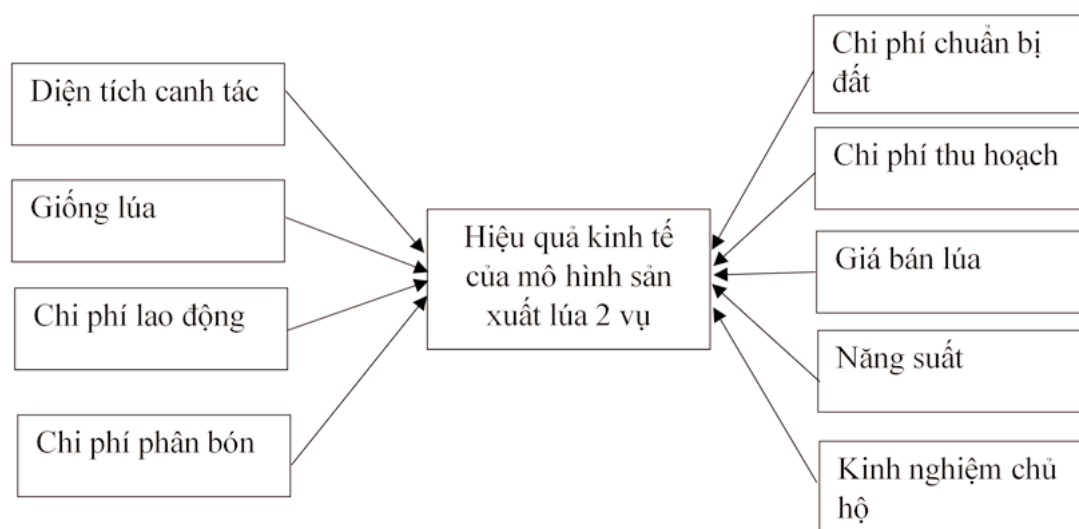 Diện tích canh tác
Giống lúa
Chi phí lao động
Chi phí phân bón
Hiệu quả kinh tế
của mô hình sản
xuất lúa 2 vụ
Chi phí chuẩn bị
đất
Chi phí thu hoạch
Giá bán lúa
Năng suất
Kinh nghiệm chủ
hộ